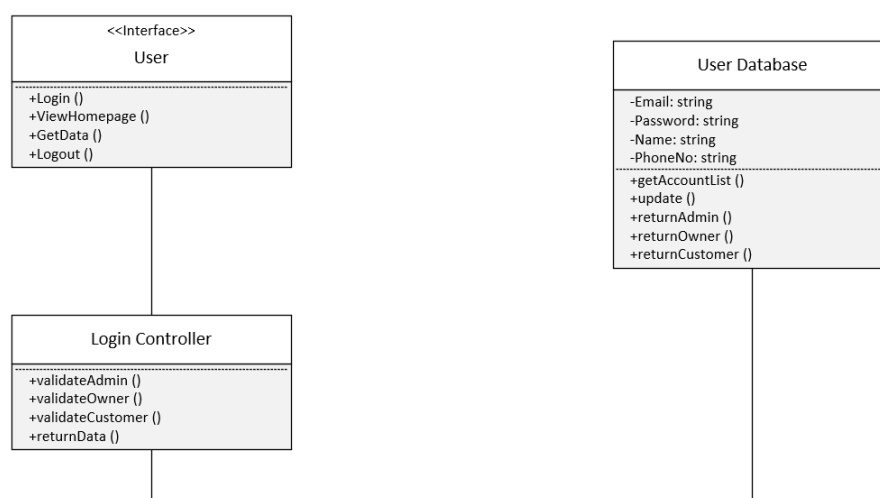 <<Interface>>
User
+Login ()
+ViewHomepage ()
+GetData ()
+Logout ()
User Database
-Email: string
-Password: string
-Name: string
-PhoneNo: string
+getAccountList ()
+update ()
+returnAdmin ()
+returnOwner ()
+returnCustomer ()
Login Controller
+validateAdmin ()
+validateOwner ()
+validateCustomer ()
+returnData ()